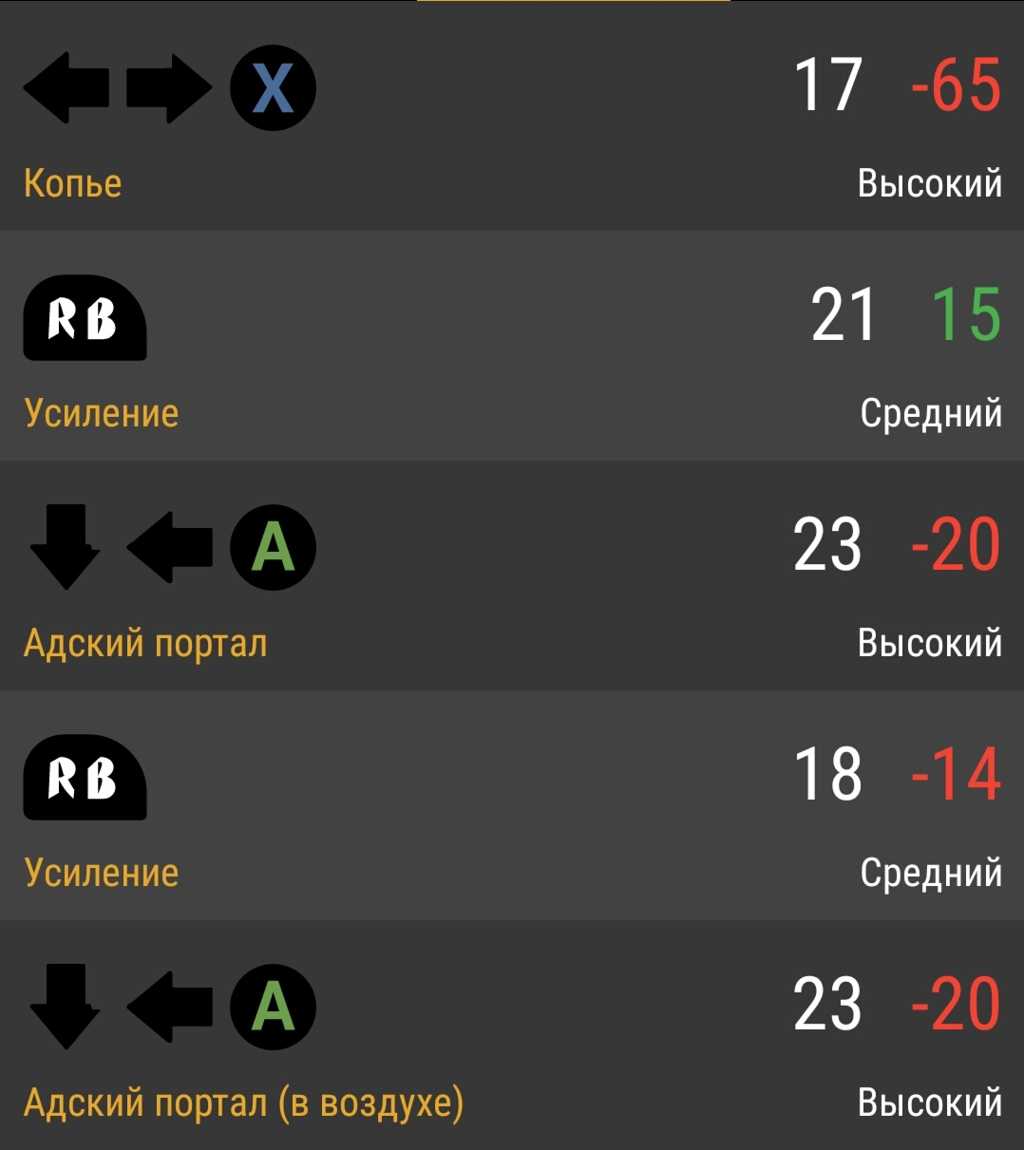 X 17 -65
Копье Высокий
RB 21 15
Усиление Средний
A 23 -20
Адский портал Высокий
RB 18 -14
Усиление Средний
A 23 -20
Адский портал (в воздухе) Высокий